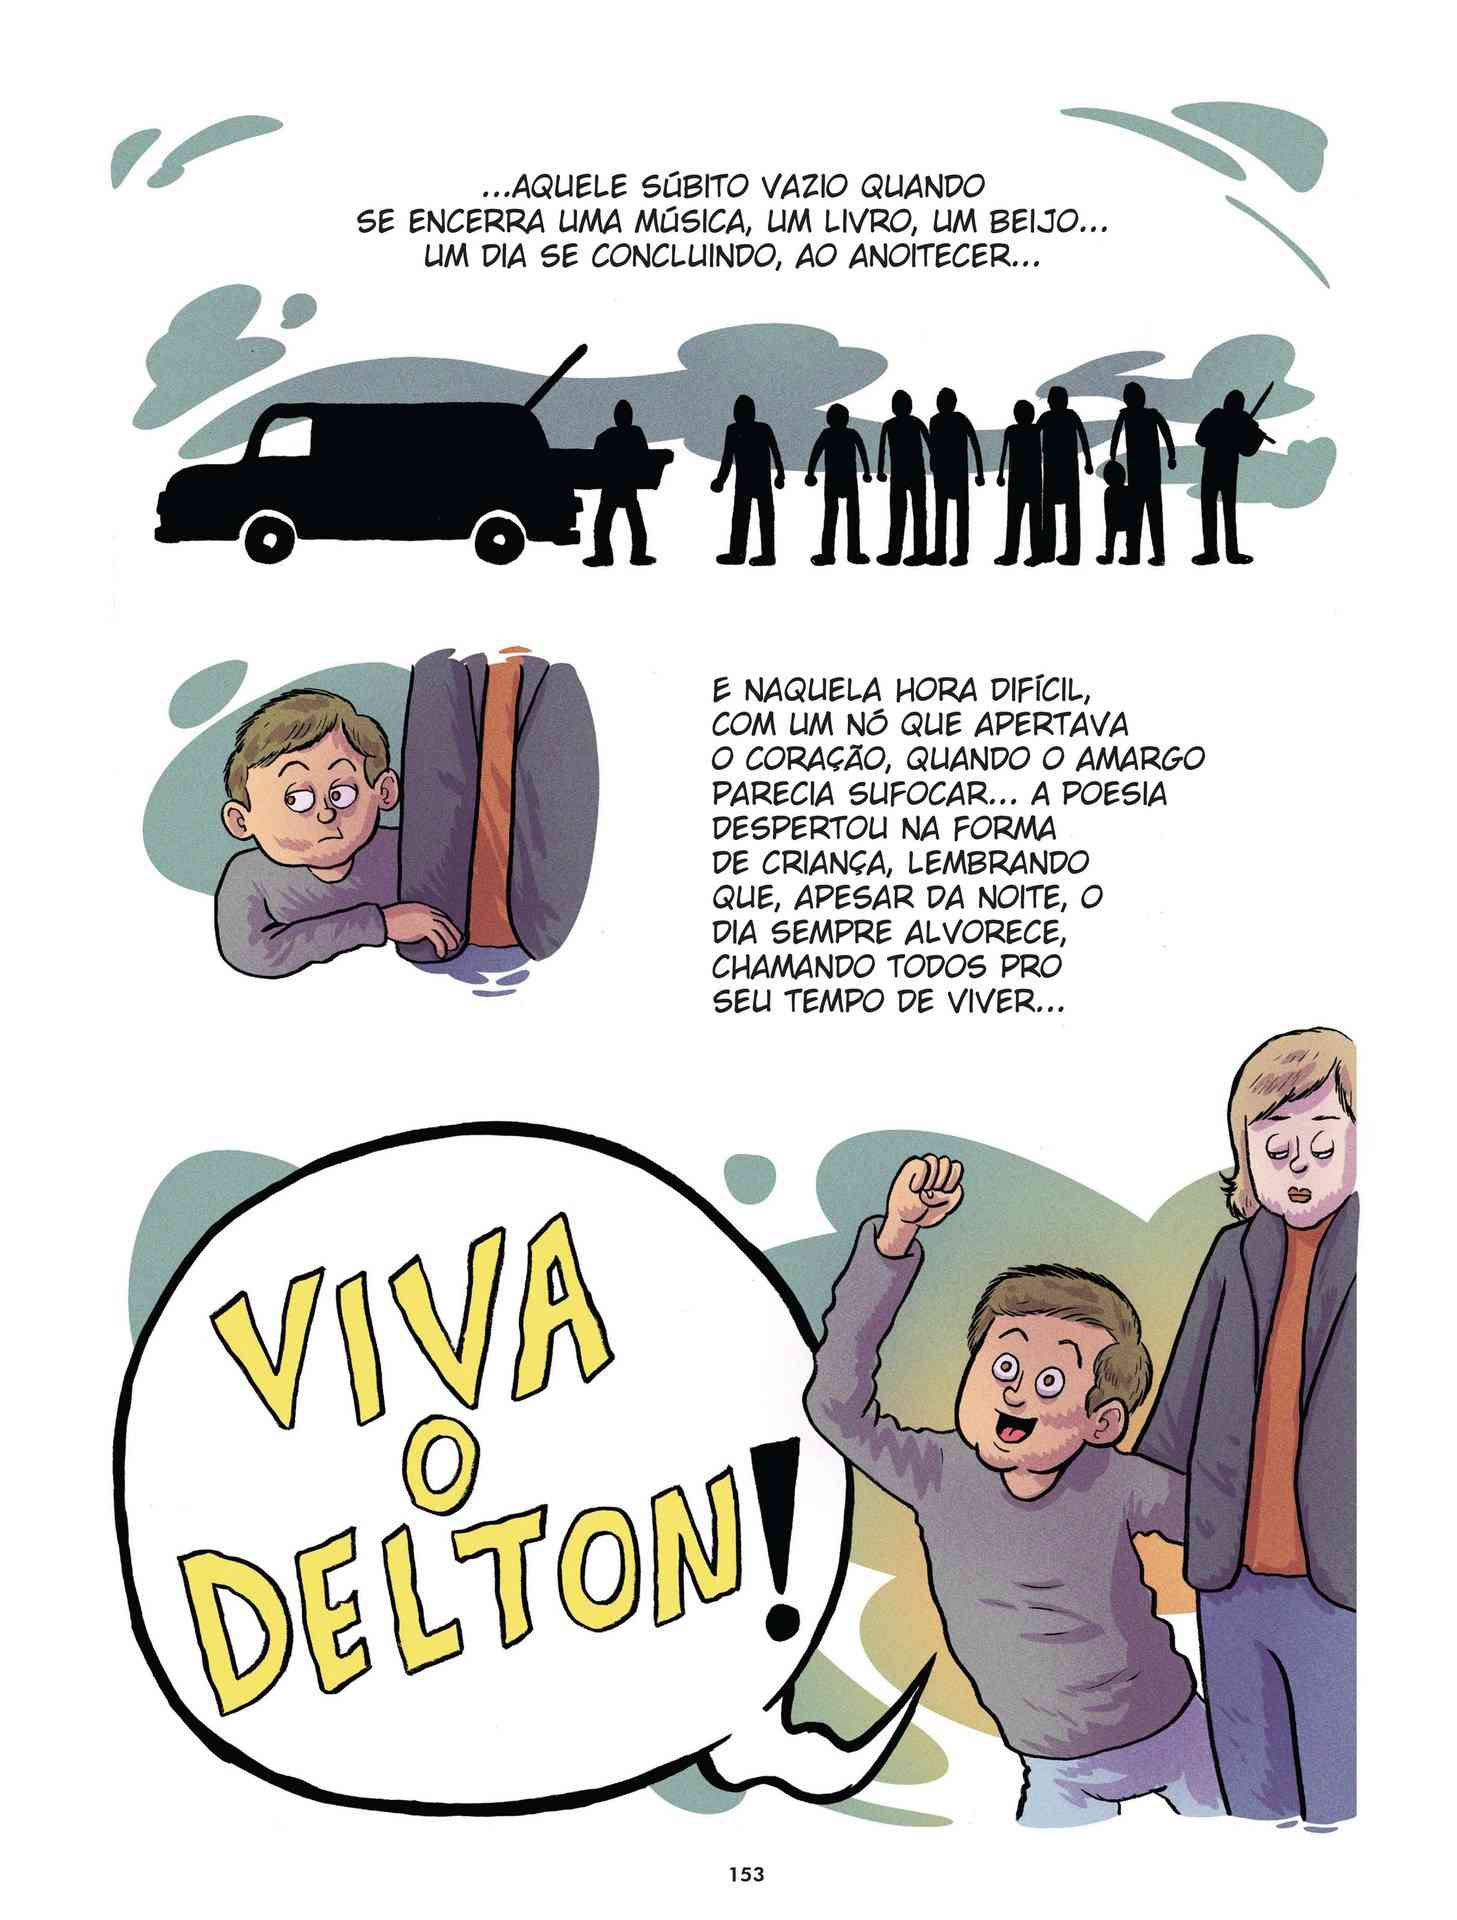 ...AQUELE SÚBITO VAZIO QUANDO
SE ENCERRA UMA MÚSICA, UM LIVRO, UM BEIJO...
UM DIA SE CONCLUINDO, AO ANOITECER...
E NAQUELA HORA DIFÍCIL,
COM UM NÓ QUE APERTAVA
O CORAÇÃO, QUANDO O AMARGO
PARECIA SUFOCAR... A POESIA
DESPERTOU NA FORMA
DE CRIANÇA, LEMBRANDO
QUE, APESAR DA NOITE, O
DIA SEMPRE ALVORECE,
CHAMANDO TODOS PRO
SEU TEMPO DE VIVER...
VIVA
O
DELTON!
153